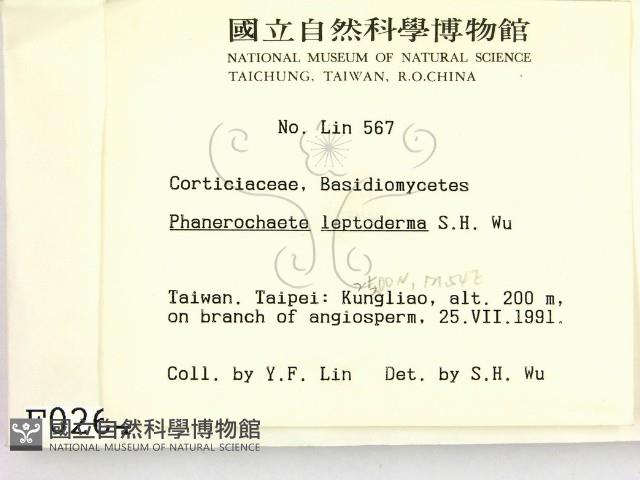 國立自然科學博物館
NATIONAL MUSEUM OF NATURAL SCIENCE
TAICHUNG, TAIWAN, R.O.CHINA
No. Lin 567
Corticiaceae, Basidiomycetes
Phanerochaete leptoderma S.H. Wu
Taiwan. Taipei: Kungliao, alt. 200 m,
on branch of angiosperm, 25.VII.1991.
Coll. by Y.F. Lin Det. by S.H. Wu
國立自然科學博物館
NATIONAL MUSEUM OF NATURAL SCIENCE